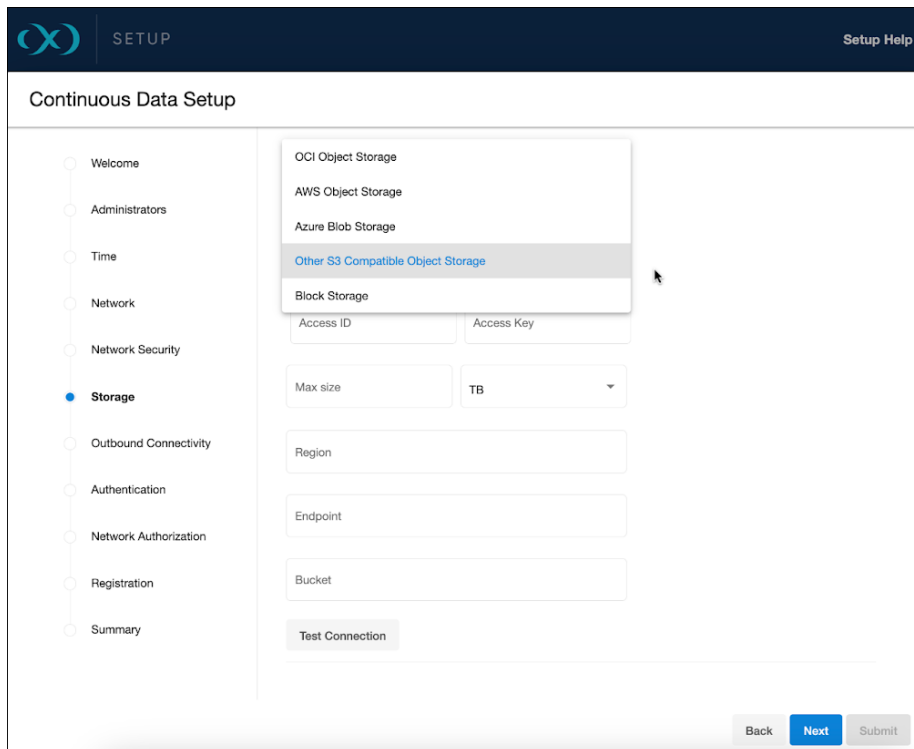 SETUP
Setup Help
Continuous Data Setup
Welcome
Administrators
Time
Network
Network Security
Storage
Outbound Connectivity
Authentication
Network Authorization
Registration
Summary
OCI Object Storage
AWS Object Storage
Azure Blob Storage
Other S3 Compatible Object Storage
Block Storage
Access ID
Access Key
Max size
TB
Region
Endpoint
Bucket
Test Connection
Back
Next
Submit